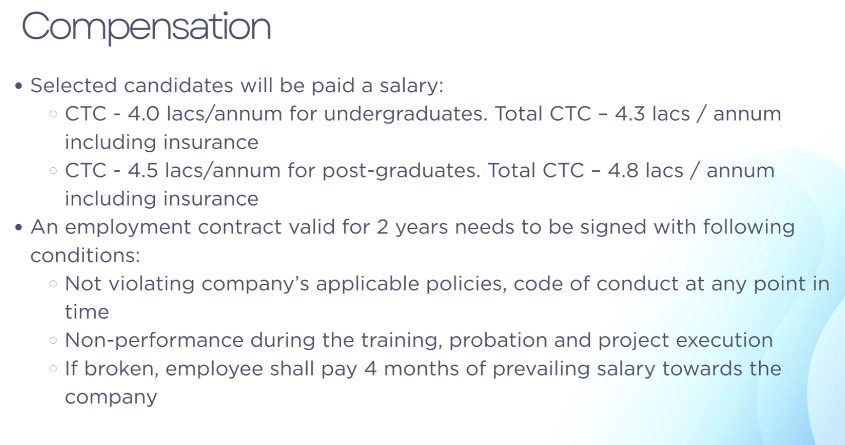 Compensation
• Selected candidates will be paid a salary:
○ CTC - 4.0 lacs/annum for undergraduates. Total CTC – 4.3 lacs / annum
including insurance
○ CTC - 4.5 lacs/annum for post-graduates. Total CTC – 4.8 lacs / annum
including insurance
• An employment contract valid for 2 years needs to be signed with following
conditions:
○ Not violating company’s applicable policies, code of conduct at any point in
time
○ Non-performance during the training, probation and project execution
○ If broken, employee shall pay 4 months of prevailing salary towards the
company